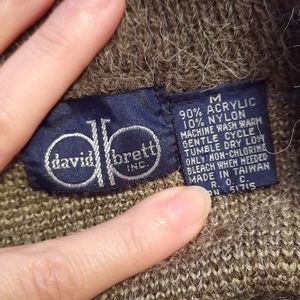 david brett
INC.
M
90% ACRYLIC
10% NYLON
MACHINE WASH WARM
GENTLE CYCLE
TUMBLE DRY LOW
ONLY NON-CHLORINE
BLEACH WHEN NEEDED
MADE IN TAIWAN
R. O. C.
RN 51715